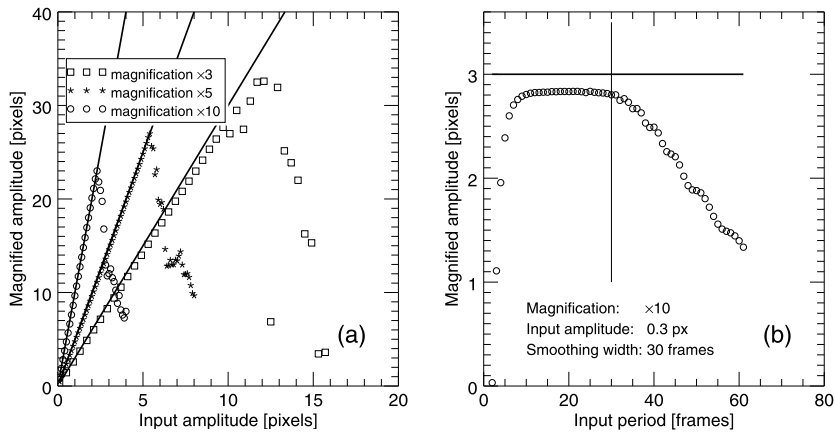 40
30
20
10
0
Magnified amplitude [pixels]
magnification ×3
magnification ×5
magnification ×10
(a)
0 5 10 15 20
Input amplitude [pixels]
4
3
2
1
0
Magnified amplitude [pixels]
Magnification: ×10
Input amplitude: 0.3 px
Smoothing width: 30 frames
(b)
0 20 40 60 80
Input period [frames]